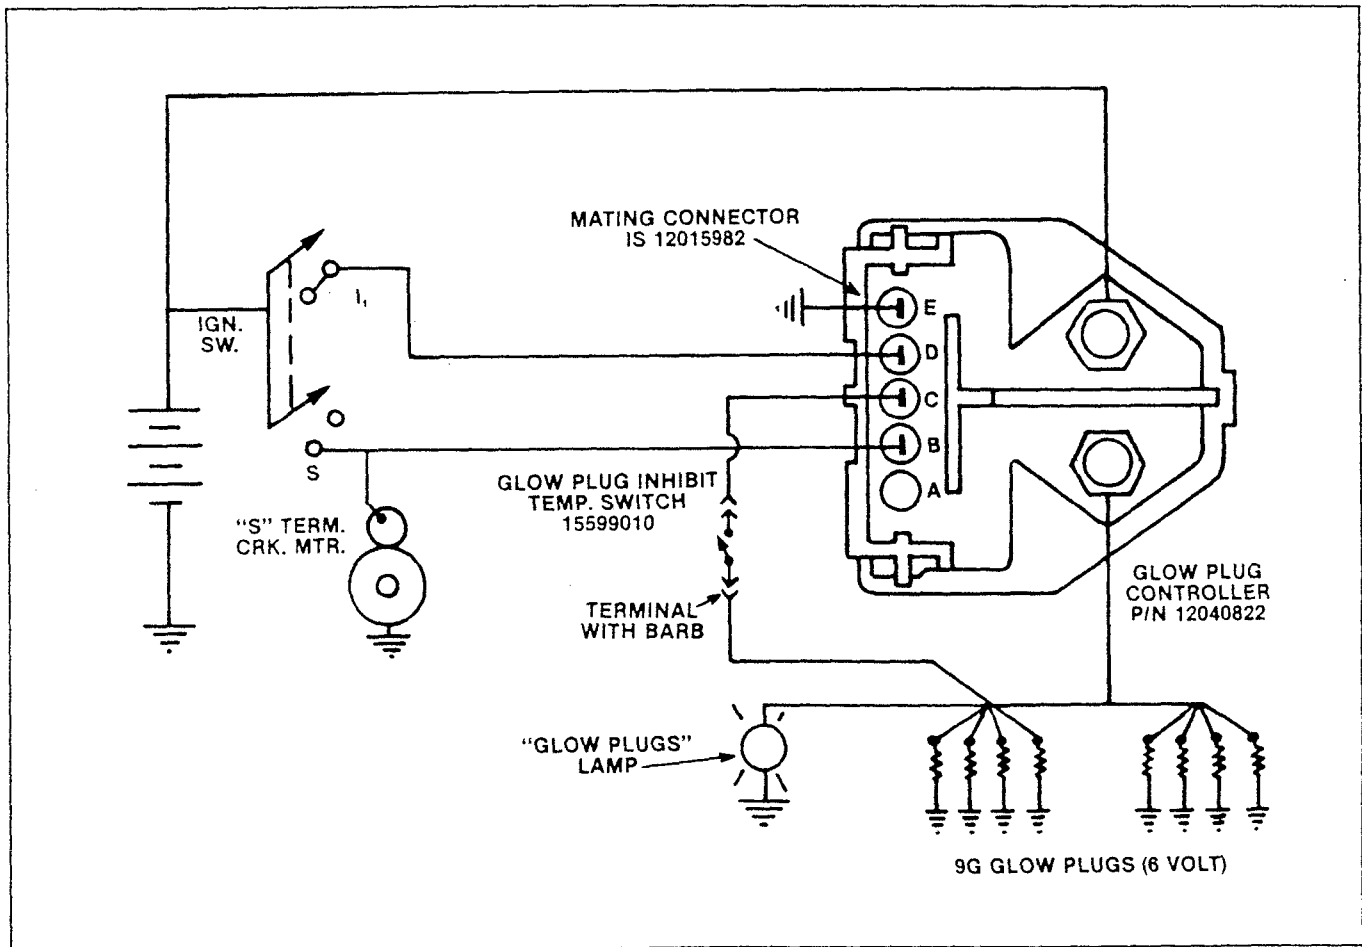 MATING CONNECTOR
IS 12015982
I₁
IGN.
SW.
S
E
D
C
B
A
"S" TERM.
CRK. MTR.
GLOW PLUG INHIBIT
TEMP. SWITCH
15599010
TERMINAL
WITH BARB
GLOW PLUG
CONTROLLER
P/N 12040822
"GLOW PLUGS"
LAMP
9G GLOW PLUGS (6 VOLT)